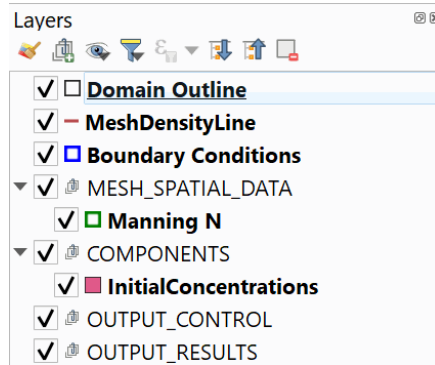 Layers
Domain Outline
MeshDensityLine
Boundary Conditions
MESH_SPATIAL_DATA
Manning N
COMPONENTS
InitialConcentrations
OUTPUT_CONTROL
OUTPUT_RESULTS